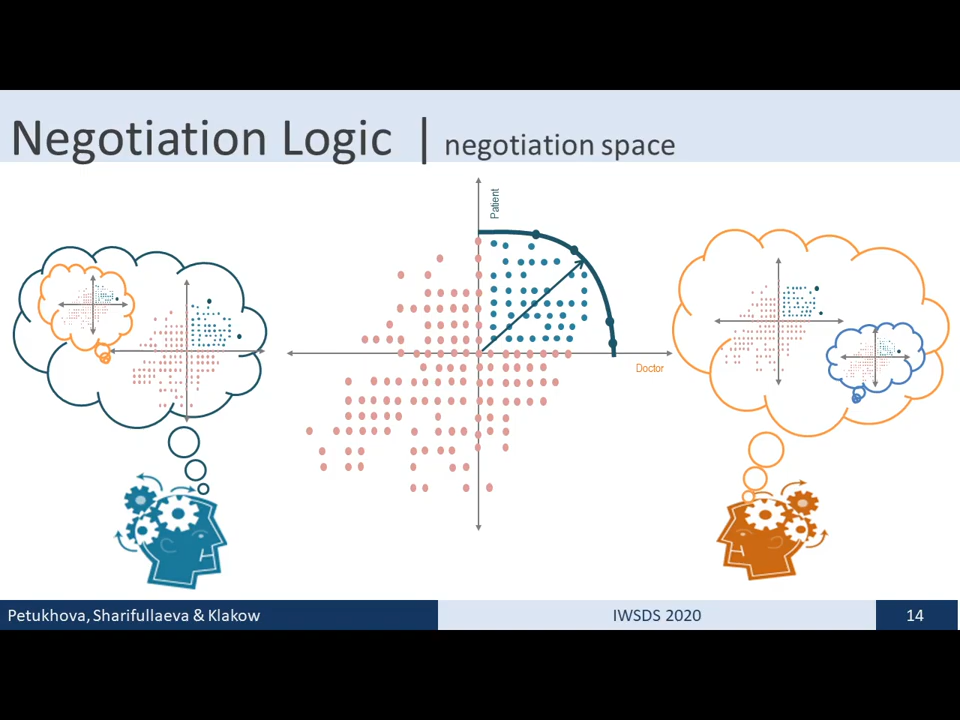 Negotiation Logic | negotiation space
Patient
Doctor
Petukhova, Sharifullaeva & Klakow
IWSDS 2020
14